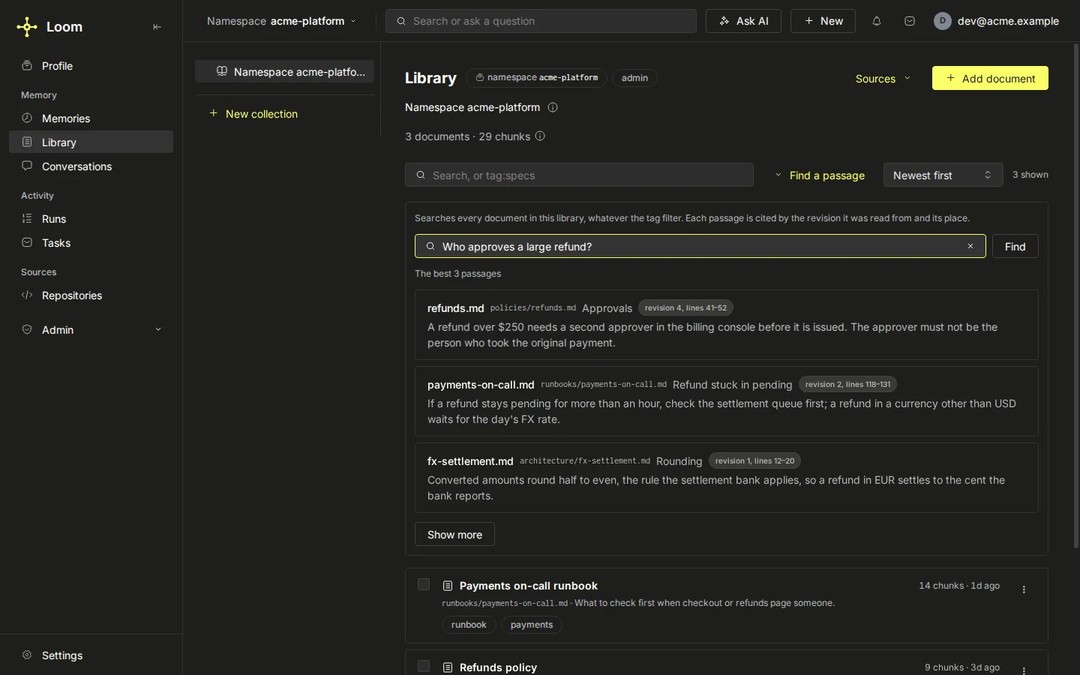 Loom
Profile
Memory
Memories
Library
Conversations
Activity
Runs
Tasks
Sources
Repositories
Admin
Settings
Namespace acme-platform
Search or ask a question
Ask AI
New
D
dev@acme.example
Namespace acme-platfo...
New collection
Library
namespace acme-platform
admin
Sources
Add document
Namespace acme-platform
3 documents · 29 chunks
Search, or tag:specs
Find a passage
Newest first
3 shown
Searches every document in this library, whatever the tag filter. Each passage is cited by the revision it was read from and its place.
Who approves a large refund?
Find
The best 3 passages
refunds.md policies/refunds.md Approvals revision 4, lines 41–52
A refund over $250 needs a second approver in the billing console before it is issued. The approver must not be the
person who took the original payment.
payments-on-call.md runbooks/payments-on-call.md Refund stuck in pending revision 2, lines 118–131
If a refund stays pending for more than an hour, check the settlement queue first; a refund in a currency other than USD
waits for the day's FX rate.
fx-settlement.md architecture/fx-settlement.md Rounding revision 1, lines 12–20
Converted amounts round half to even, the rule the settlement bank applies, so a refund in EUR settles to the cent the
bank reports.
Show more
Payments on-call runbook
14 chunks · 1d ago
runbooks/payments-on-call.md · What to check first when checkout or refunds page someone.
runbook
payments
Refunds policy
9 chunks · 3d ago